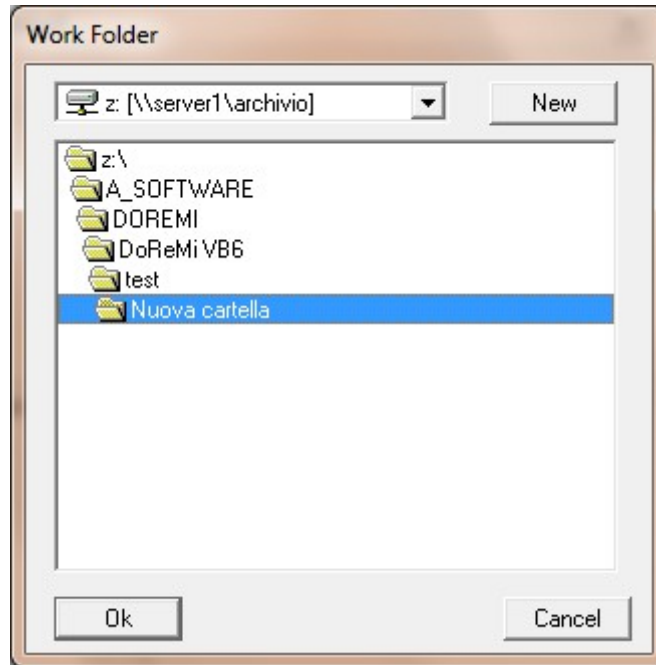 Work Folder
z: [\\server1\archivio]
New
z:\
A_SOFTWARE
DOREMI
DoReMi VB6
test
Nuova cartella
Ok
Cancel